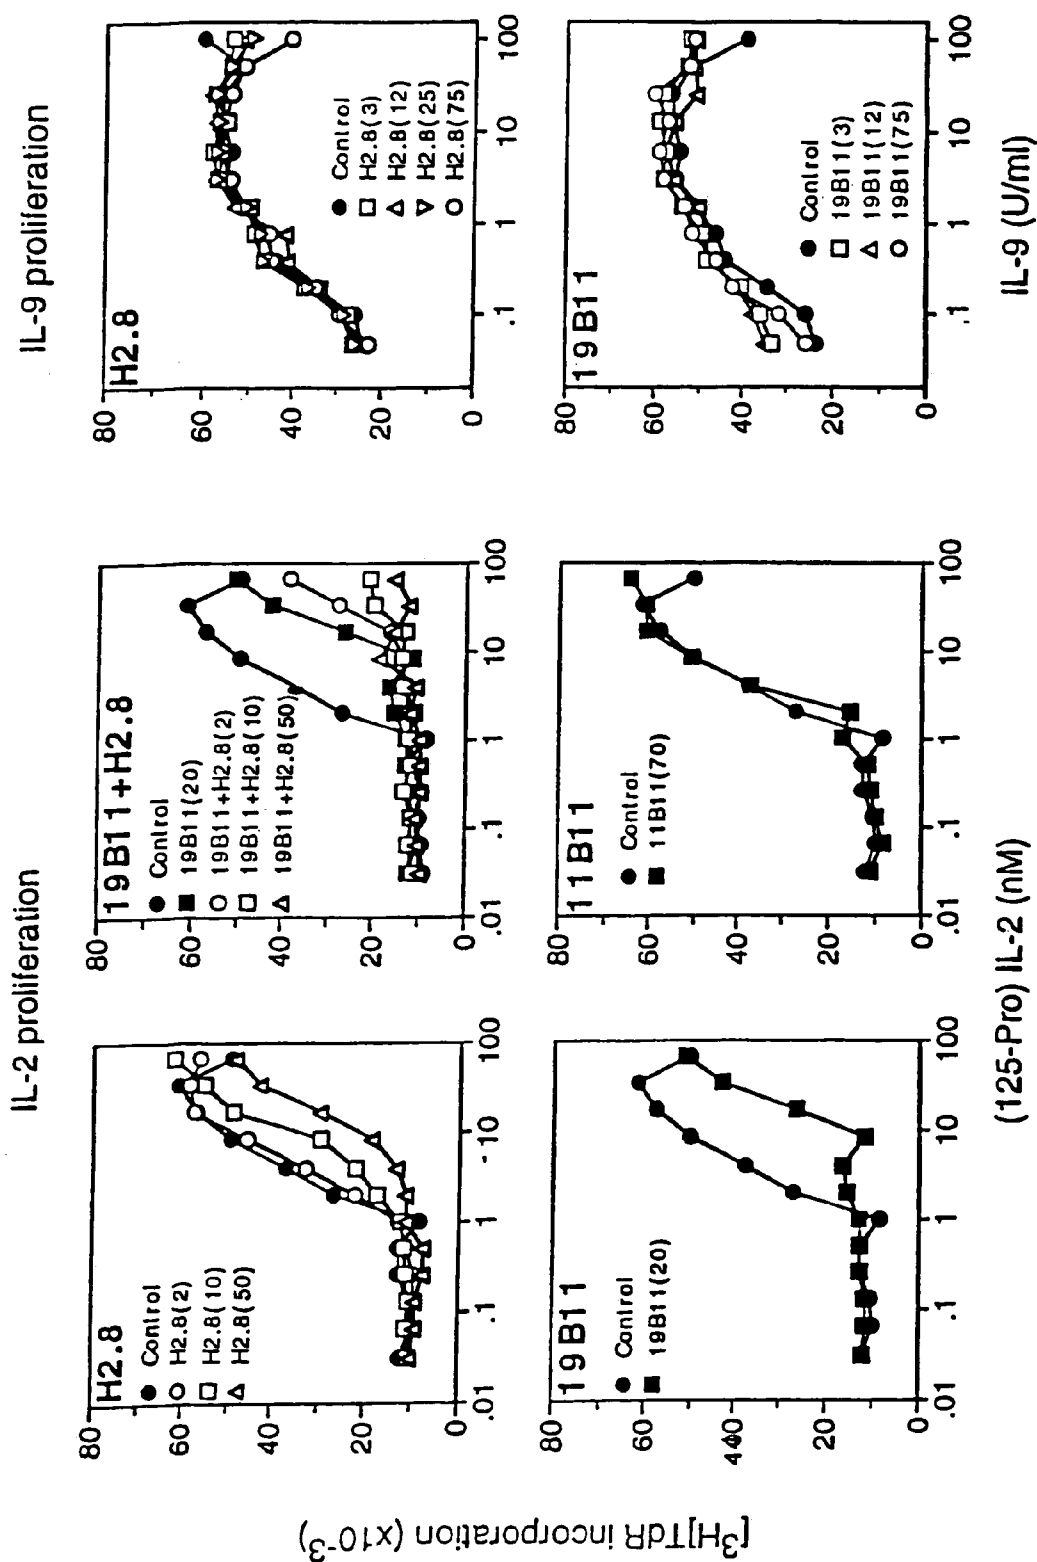 IL-2 proliferation
IL-9 proliferation
[³H]TdR incorporation (x10⁻³)
H2.8
Control
H2.8(2)
H2.8(10)
H2.8(50)
80
60
40
20
0
.01
.1
1
10
100
19B11+H2.8
Control
19B11(20)
19B11+H2.8(2)
19B11+H2.8(10)
19B11+H2.8(50)
80
60
40
20
0
.01
.1
1
10
100
H2.8
Control
H2.8(3)
H2.8(12)
H2.8(25)
H2.8(75)
80
60
40
20
0
.1
1
10
100
19B11
Control
19B11(20)
80
60
40
20
0
.01
.1
1
10
100
11B11
Control
11B11(70)
80
60
40
20
0
.01
.1
1
10
100
19B11
Control
19B11(3)
19B11(12)
19B11(75)
80
60
40
20
0
.1
1
10
100
(125-Pro) IL-2 (nM)
IL-9 (U/ml)